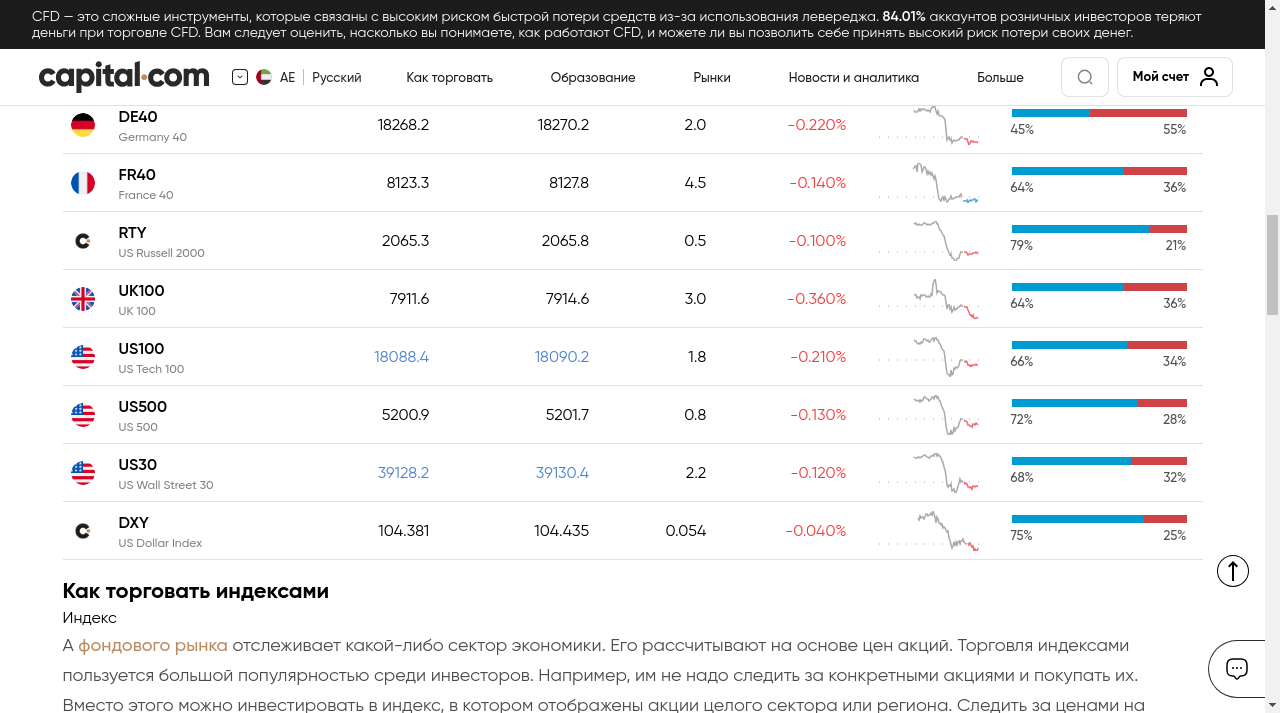 CFD — это сложные инструменты, которые связаны с высоким риском быстрой потери средств из-за использования левереджа. 84.01% аккаунтов розничных инвесторов теряют
деньги при торговле CFD. Вам следует оценить, насколько вы понимаете, как работают CFD, и можете ли вы позволить себе принять высокий риск потери своих денег.
capital.com AE Русский Как торговать Образование Рынки Новости и аналитика Больше Мой счет
DE40 18268.2 18270.2 2.0 -0.220%
Germany 40 45% 55%
FR40 8123.3 8127.8 4.5 -0.140%
France 40 64% 36%
RTY 2065.3 2065.8 0.5 -0.100%
US Russell 2000 79% 21%
UK100 7911.6 7914.6 3.0 -0.360%
UK 100 64% 36%
US100 18088.4 18090.2 1.8 -0.210%
US Tech 100 66% 34%
US500 5200.9 5201.7 0.8 -0.130%
US 500 72% 28%
US30 39128.2 39130.4 2.2 -0.120%
US Wall Street 30 68% 32%
DXY 104.381 104.435 0.054 -0.040%
US Dollar Index 75% 25%
Как торговать индексами
Индекс
А фондового рынка отслеживает какой-либо сектор экономики. Его рассчитывают на основе цен акций. Торговля индексами
пользуется большой популярностью среди инвесторов. Например, им не надо следить за конкретными акциями и покупать их.
Вместо этого можно инвестировать в индекс, в котором отображены акции целого сектора или региона. Следить за ценами на